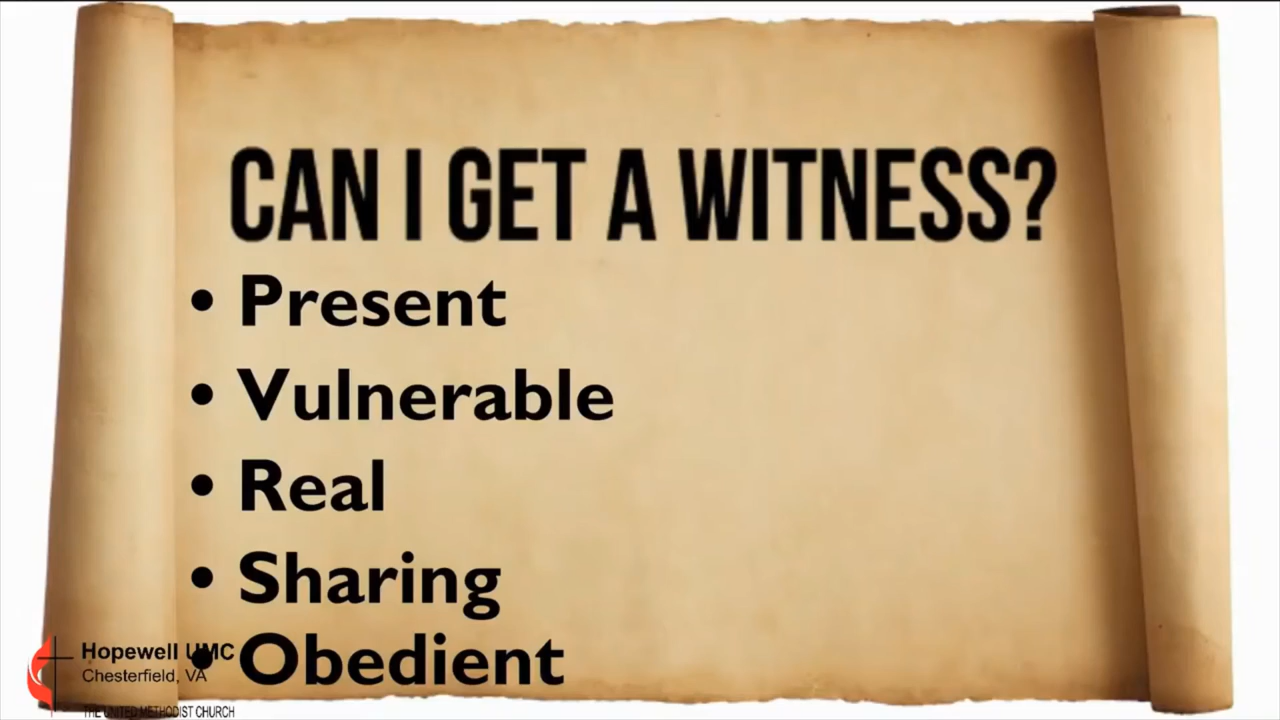 CAN I GET A WITNESS?
• Present
• Vulnerable
• Real
• Sharing
• Obedient
Hopewell UMC
Chesterfield, VA
THE UNITED METHODIST CHURCH